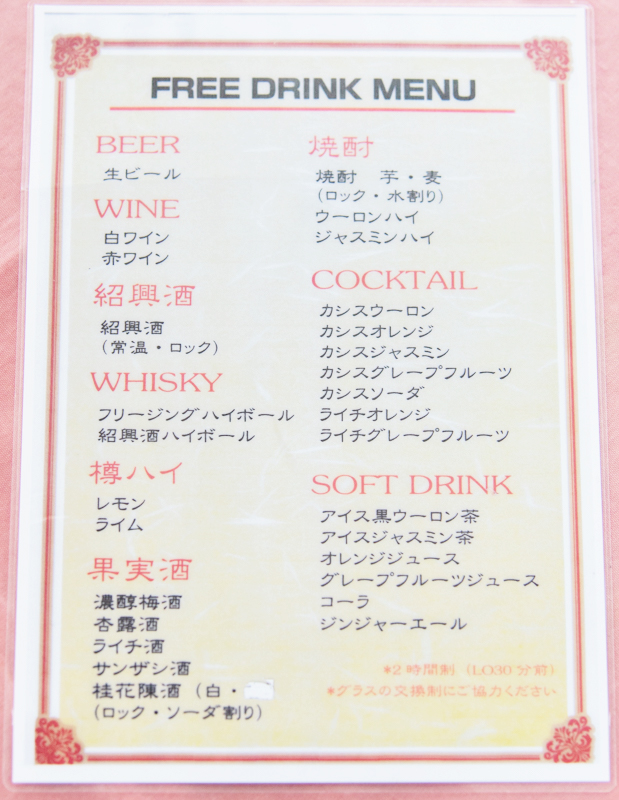 FREE DRINK MENU
BEER
生ビール
WINE
白ワイン
赤ワイン
紹興酒
紹興酒
(常温・ロック)
WHISKY
フリージングハイボール
紹興酒ハイボール
樽ハイ
レモン
ライム
果実酒
濃醇梅酒
杏露酒
ライチ酒
サンザシ酒
桂花陳酒（白・
(ロック・ソーダ割り)
焼酎
焼酎　芋・麦
(ロック・水割り)
ウーロンハイ
ジャスミンハイ
COCKTAIL
カシスウーロン
カシスオレンジ
カシスジャスミン
カシスグレープフルーツ
カシスソーダ
ライチオレンジ
ライチグレープフルーツ
SOFT DRINK
アイス黒ウーロン茶
アイスジャスミン茶
オレンジジュース
グレープフルーツジュース
コーラ
ジンジャーエール
*2時間制（LO30分前）
*グラスの交換制にご協力ください